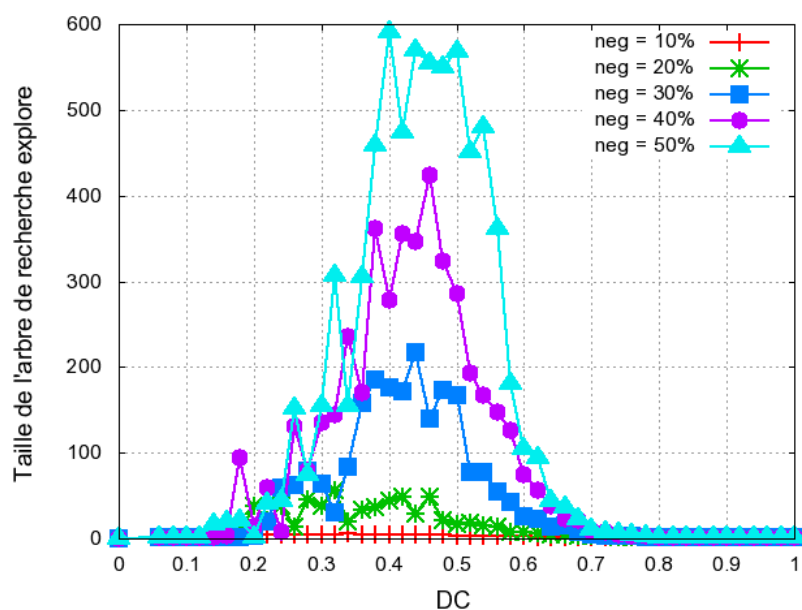 600
500
400
300
200
100
0
Taille de l'arbre de recherche explore
neg = 10%
neg = 20%
neg = 30%
neg = 40%
neg = 50%
0 0.1 0.2 0.3 0.4 0.5 0.6 0.7 0.8 0.9 1
DC